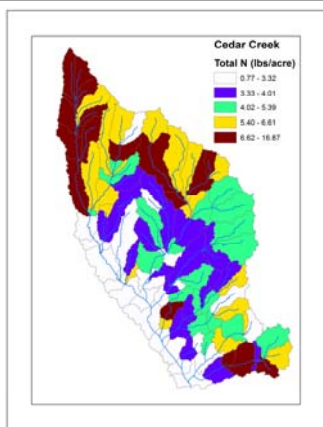 Cedar Creek
Total N (lbs/acre)
0.77 - 3.32
3.33 - 4.01
4.02 - 5.39
5.40 - 6.61
6.62 - 16.87